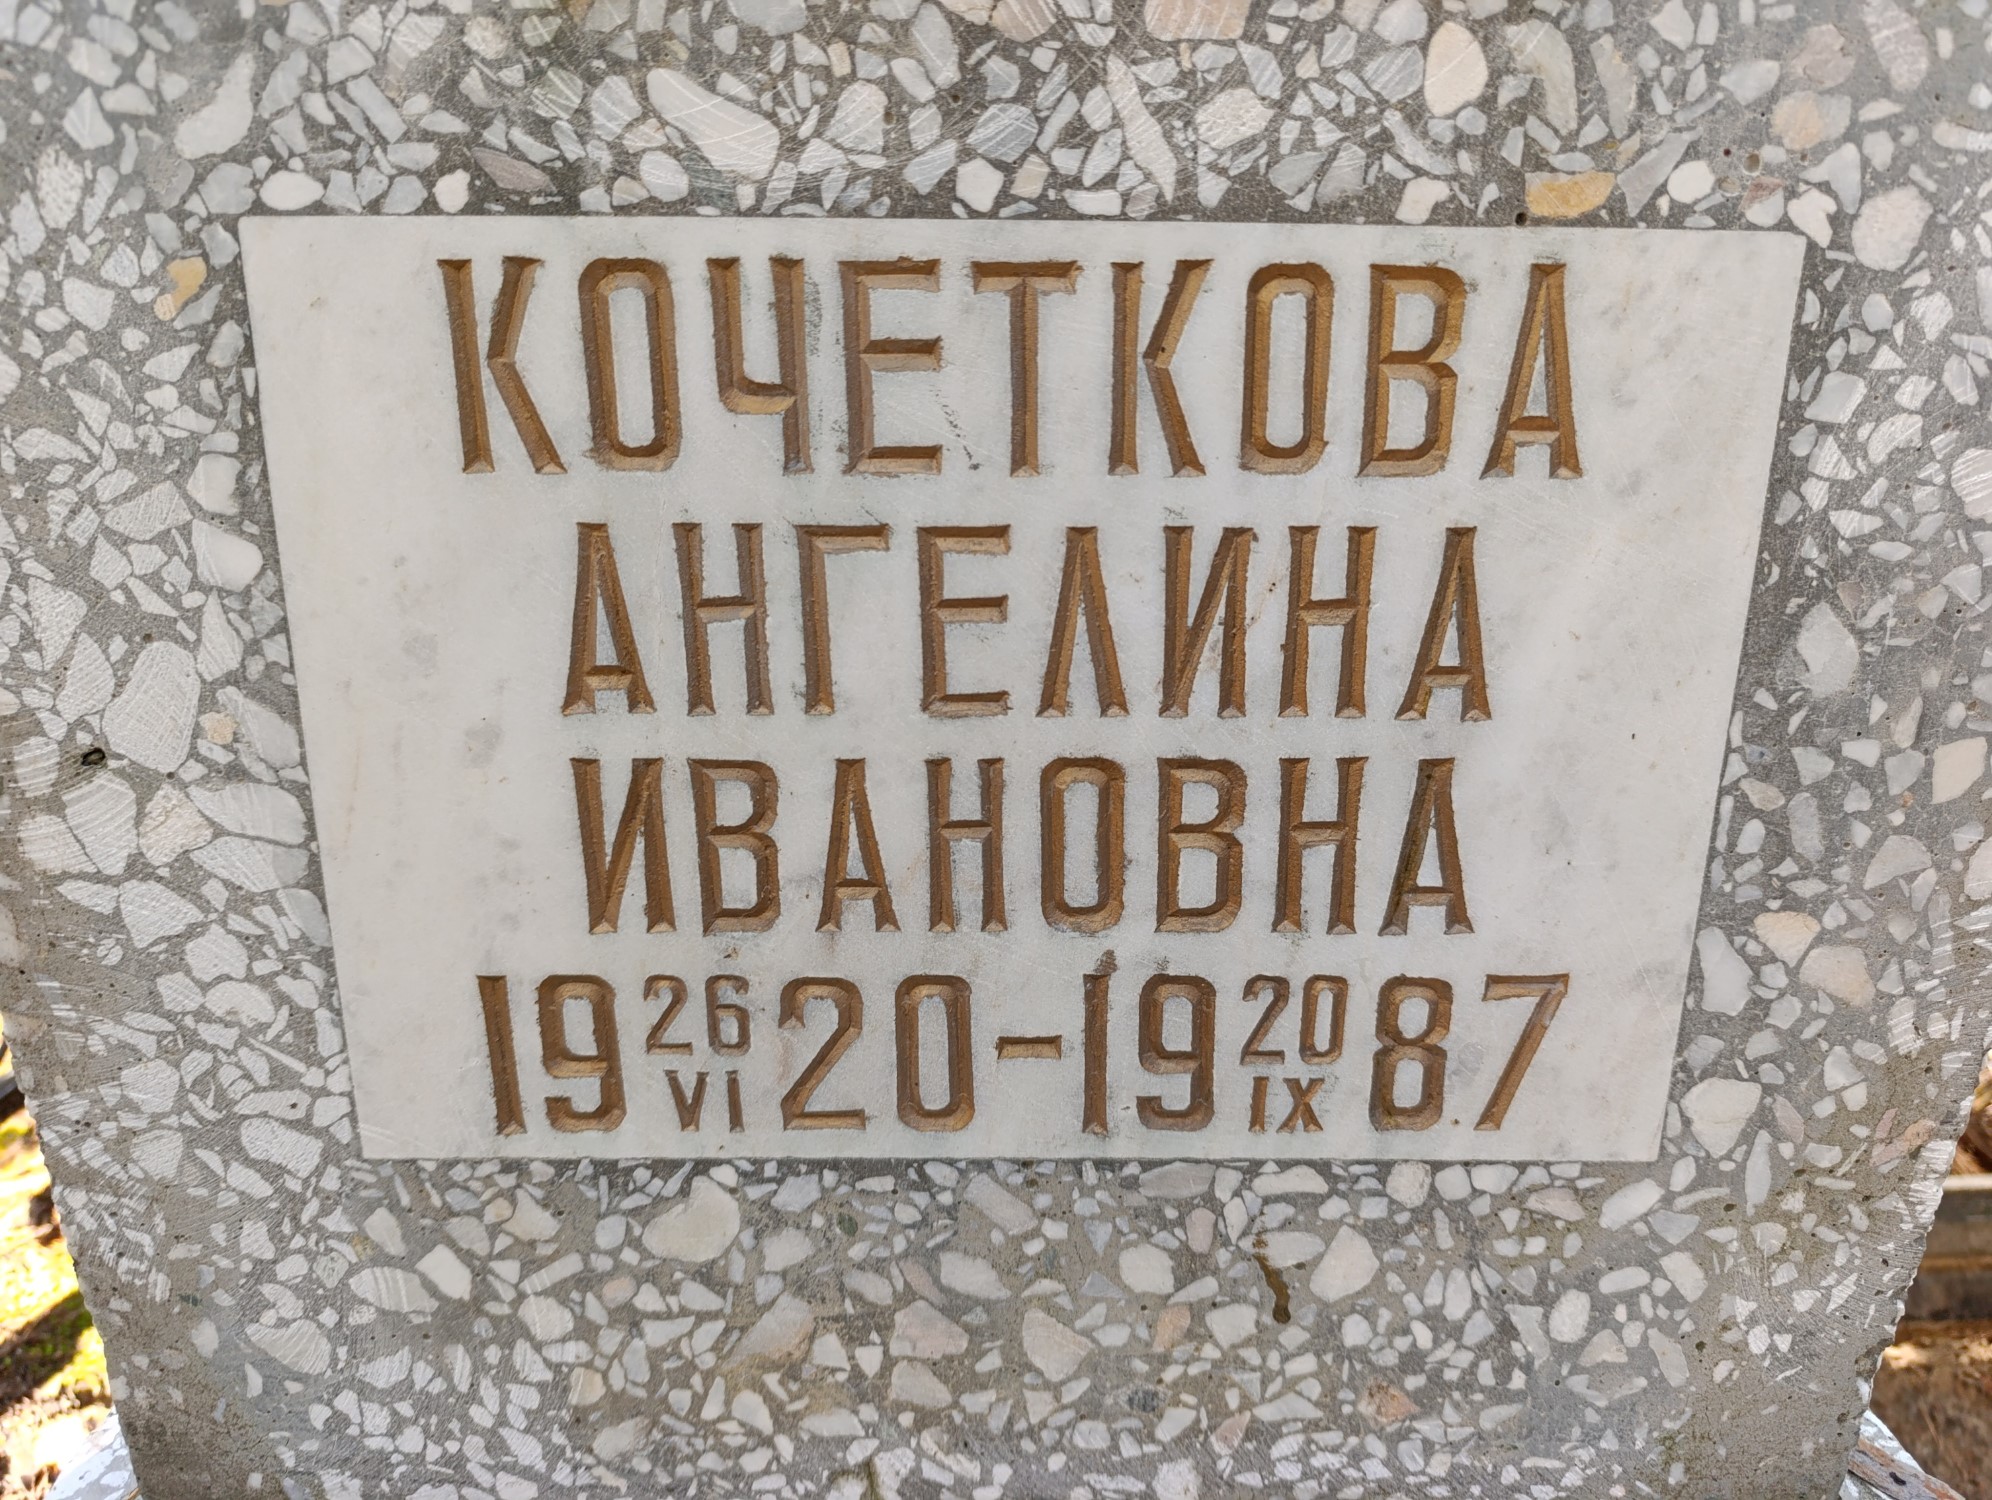 КОЧЕТКОВА
АНГЕЛИНА
ИВАНОВНА
19 26 VI 20-19 20 IX 87